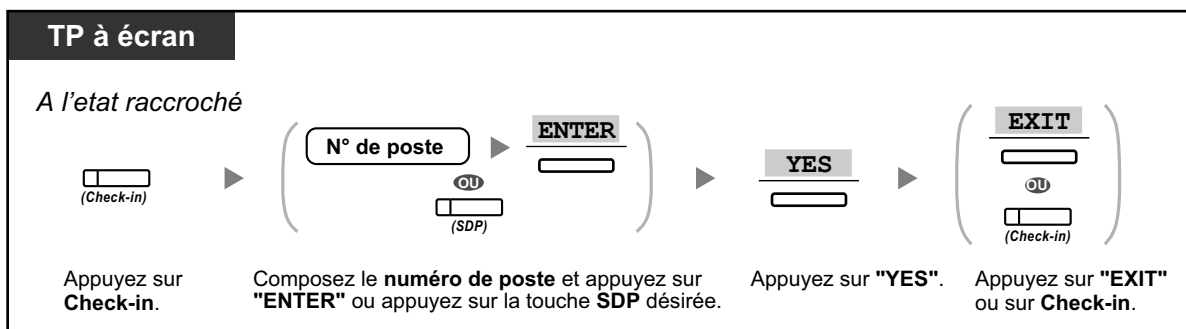 TP à écran
A l'etat raccroché
(Check-in)
N° de poste
ENTER
OU
(SDP)
YES
EXIT
OU
(Check-in)
Appuyez sur
Check-in.
Composez le numéro de poste et appuyez sur
"ENTER" ou appuyez sur la touche SDP désirée.
Appuyez sur "YES".
Appuyez sur "EXIT"
ou sur Check-in.